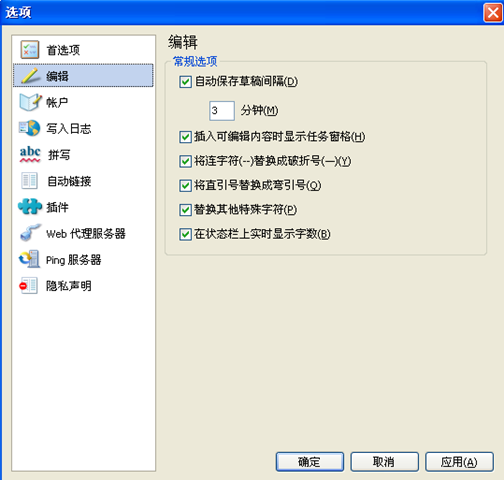 选项
首选项
编辑
帐户
写入日志
abc 拼写
自动链接
插件
Web 代理服务器
Ping 服务器
隐私声明
编辑
常规选项
自动保存草稿间隔(D)
3 分钟(M)
插入可编辑内容时显示任务窗格(H)
将连字符(--)替换成破折号(—)(Y)
将直引号替换成弯引号(Q)
替换其他特殊字符(P)
在状态栏上实时显示字数(B)
确定 取消 应用(A)